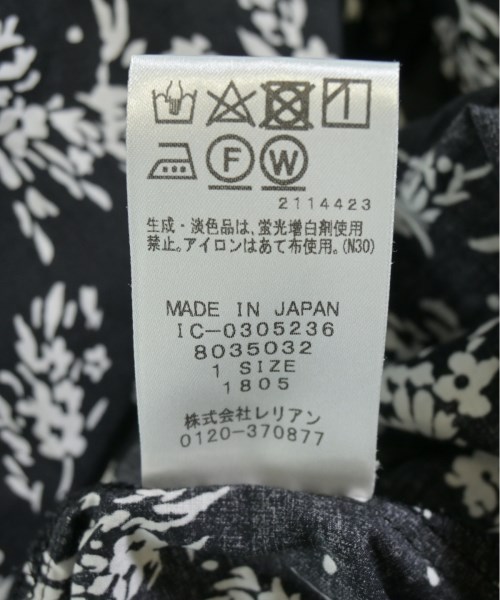 F W
2114423
生成・淡色品は、蛍光増白剤使用
禁止。アイロンはあて布使用。(N30)
MADE IN JAPAN
IC-0305236
8035032
1 SIZE
1805
株式会社レリアン
0120-370877